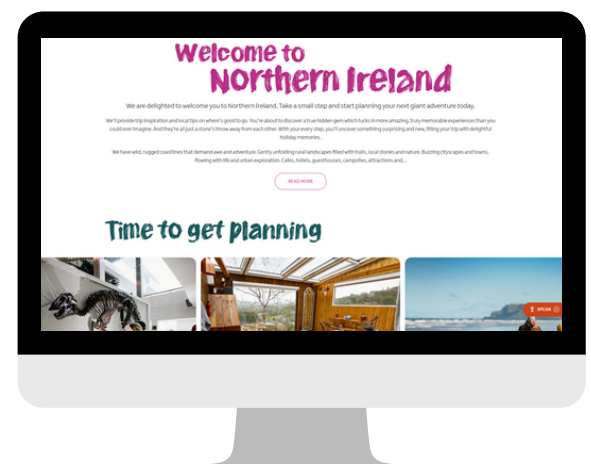 Welcome to
Northern Ireland
We are delighted to welcome you to Northern Ireland. Take a small step and start planning your next giant adventure today.
We'll provide trip inspiration and local tips on where's good to go. You're about to discover a true hidden gem which tucks in more amazing, truly memorable experiences than you
could ever imagine. And they're all just a stone's throw away from each other. With your every step, you'll uncover something surprising and new, filling your trip with delightful
holiday memories.
We have wild, rugged coastlines that demand awe and adventure. Gently unfolding rural landscapes filled with trails, local stories and nature. Buzzing cityscapes and towns,
flowing with life and urban exploration. Cafes, hotels, guesthouses, campsites, attractions and...
READ MORE
Time to get planning
SPEAK